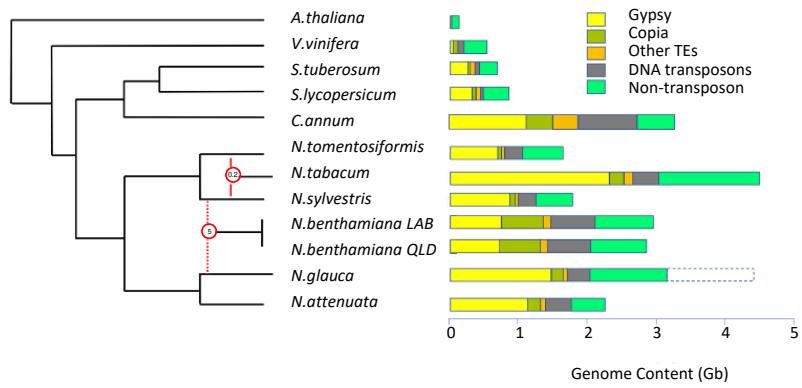 A.thaliana
V.vinifera
S.tuberosum
S.lycopersicum
C.annum
N.tomentosiformis
N.tabacum
N.sylvestris
N.benthamiana LAB
N.benthamiana QLD
N.glauca
N.attenuata
0.2
5
Gypsy
Copia
Other TEs
DNA transposons
Non-transposon
0 1 2 3 4 5
Genome Content (Gb)